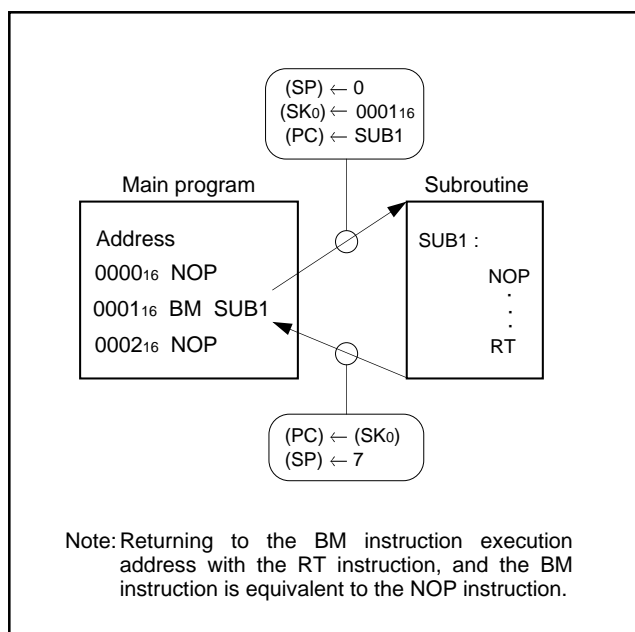 (SP) ← 0
(SK₀) ← 0001₁₆
(PC) ← SUB1
Main program
Subroutine
Address
0000₁₆ NOP
0001₁₆ BM SUB1
0002₁₆ NOP
SUB1 :
NOP
·
·
·
RT
(PC) ← (SK₀)
(SP) ← 7
Note: Returning to the BM instruction execution
address with the RT instruction, and the BM
instruction is equivalent to the NOP instruction.